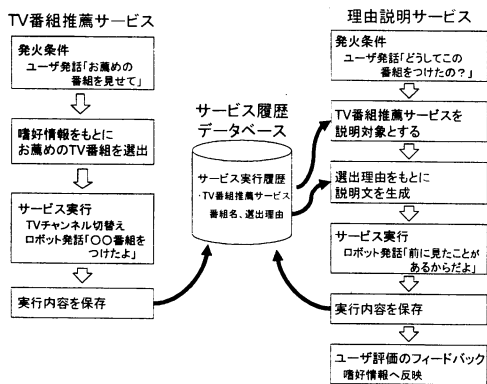 TV番組推薦サービス
発火条件
ユーザ発話「お薦めの
番組を見せて」
嗜好情報をもとに
お薦めのTV番組を選出
サービス実行
TVチャンネル切替え
ロボット発話「○○番組を
つけたよ」
実行内容を保存
サービス履歴
データベース
サービス実行履歴
・TV番組推薦サービス
番組名、選出理由
理由説明サービス
発火条件
ユーザ発話「どうしてこの
番組をつけたの?」
TV番組推薦サービスを
説明対象とする
選出理由をもとに
説明文を生成
サービス実行
ロボット発話「前に見たことが
あるからだよ」
実行内容を保存
ユーザ評価のフィードバック
嗜好情報へ反映